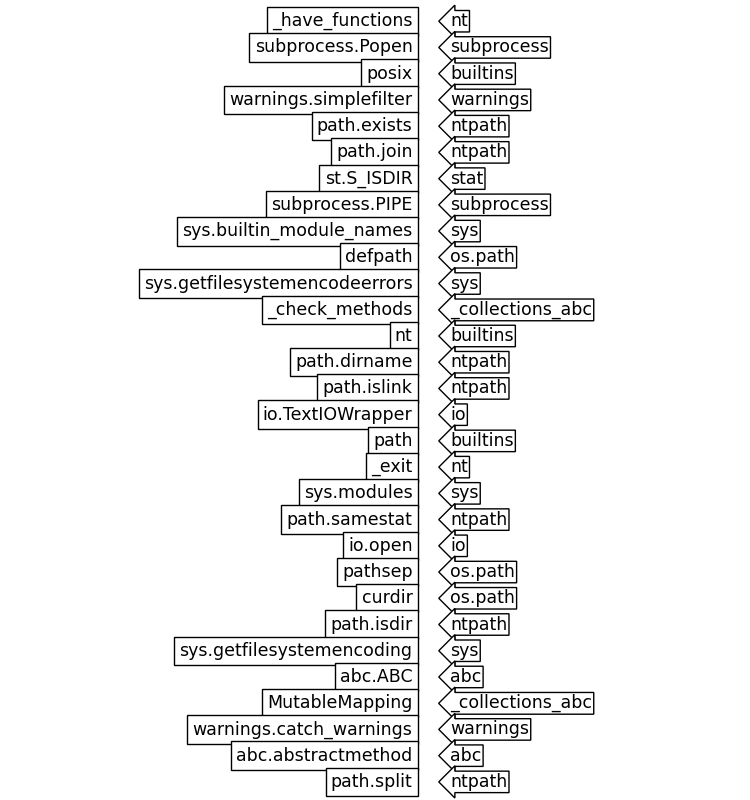 _have_functions nt
subprocess.Popen subprocess
posix builtins
warnings.simplefilter warnings
path.exists ntpath
path.join ntpath
st.S_ISDIR stat
subprocess.PIPE subprocess
sys.builtin_module_names sys
defpath os.path
sys.getfilesystemencodeerrors sys
_check_methods _collections_abc
nt builtins
path.dirname ntpath
path.islink ntpath
io.TextIOWrapper io
path builtins
_exit nt
sys.modules sys
path.samestat ntpath
io.open io
pathsep os.path
curdir os.path
path.isdir ntpath
sys.getfilesystemencoding sys
abc.ABC abc
MutableMapping _collections_abc
warnings.catch_warnings warnings
abc.abstractmethod abc
path.split ntpath